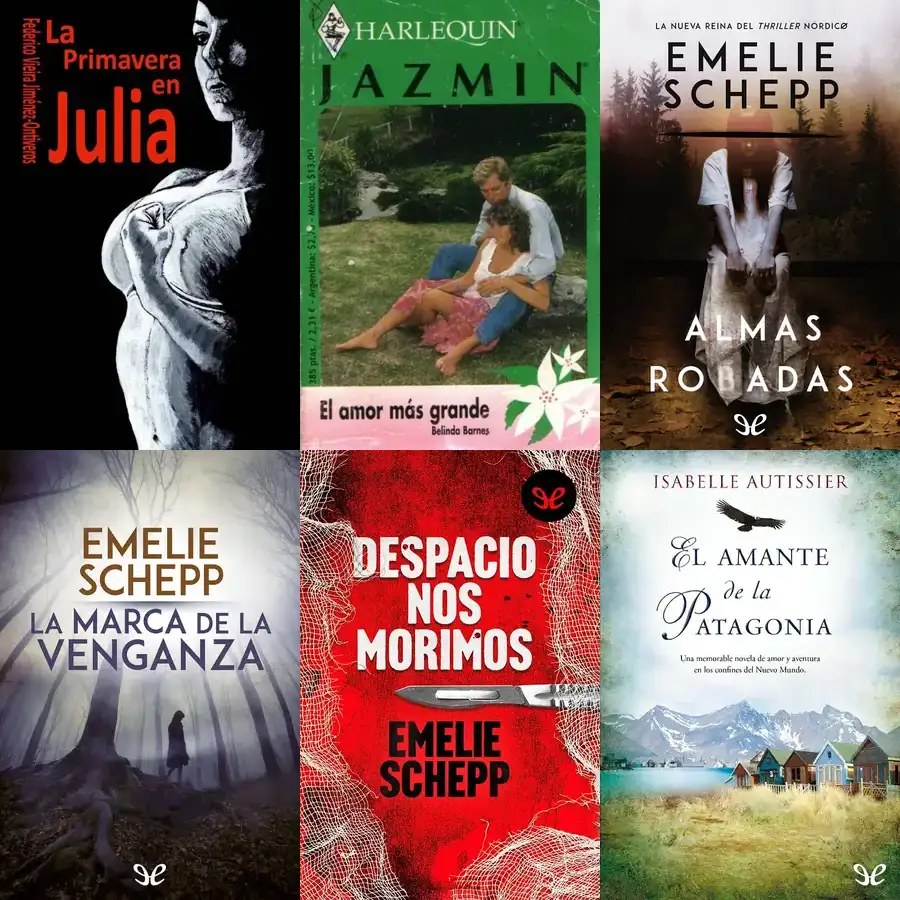 La
Primavera
en
Julia
Federico Vieira Jiménez-Ontiveros
HARLEQUIN
JAZMIN
El amor más grande
Belinda Barnes
LA NUEVA REINA DEL THRILLER NÓRDICO
EMELIE
SCHEPP
ALMAS
ROBADAS
EMELIE
SCHEPP
LA MARCA DE LA
VENGANZA
DESPACIO
NOS
MORIMOS
EMELIE
SCHEPP
ISABELLE AUTISSIER
EL AMANTE
de la
PATAGONIA
Una memorable novela de amor y aventura
en los confines del Nuevo Mundo.